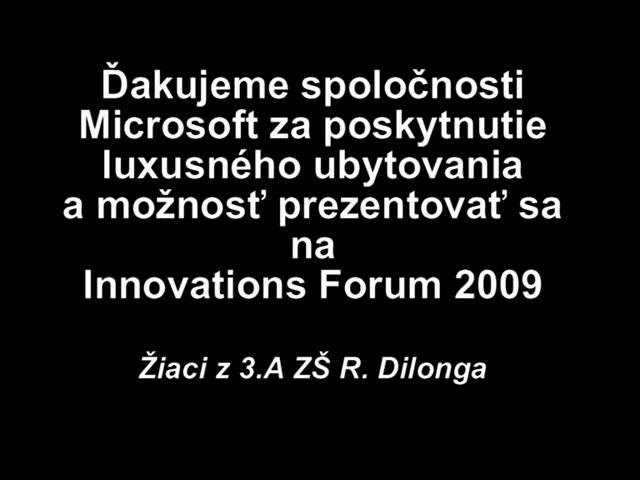 Ďakujeme spoločnosti
Microsoft za poskytnutie
luxusného ubytovania
a možnosť prezentovať sa
na
Innovations Forum 2009
Žiaci z 3.A ZŠ R. Dilonga